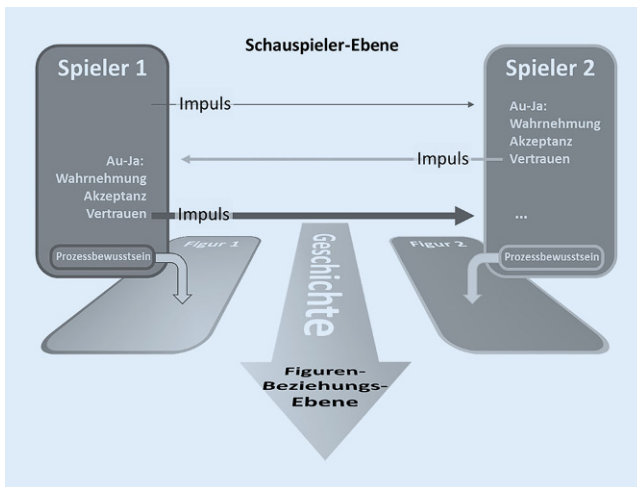 Schauspieler-Ebene
Spieler 1
Spieler 2
Impuls
Au-Ja:
Wahrnehmung
Akzeptanz
Vertrauen
Impuls
Au-Ja:
Wahrnehmung
Akzeptanz
Vertrauen
Impuls
...
Figur 1
Figur 2
Prozessbewusstsein
Prozessbewusstsein
Geschichte
Figuren-
Beziehungs-
Ebene